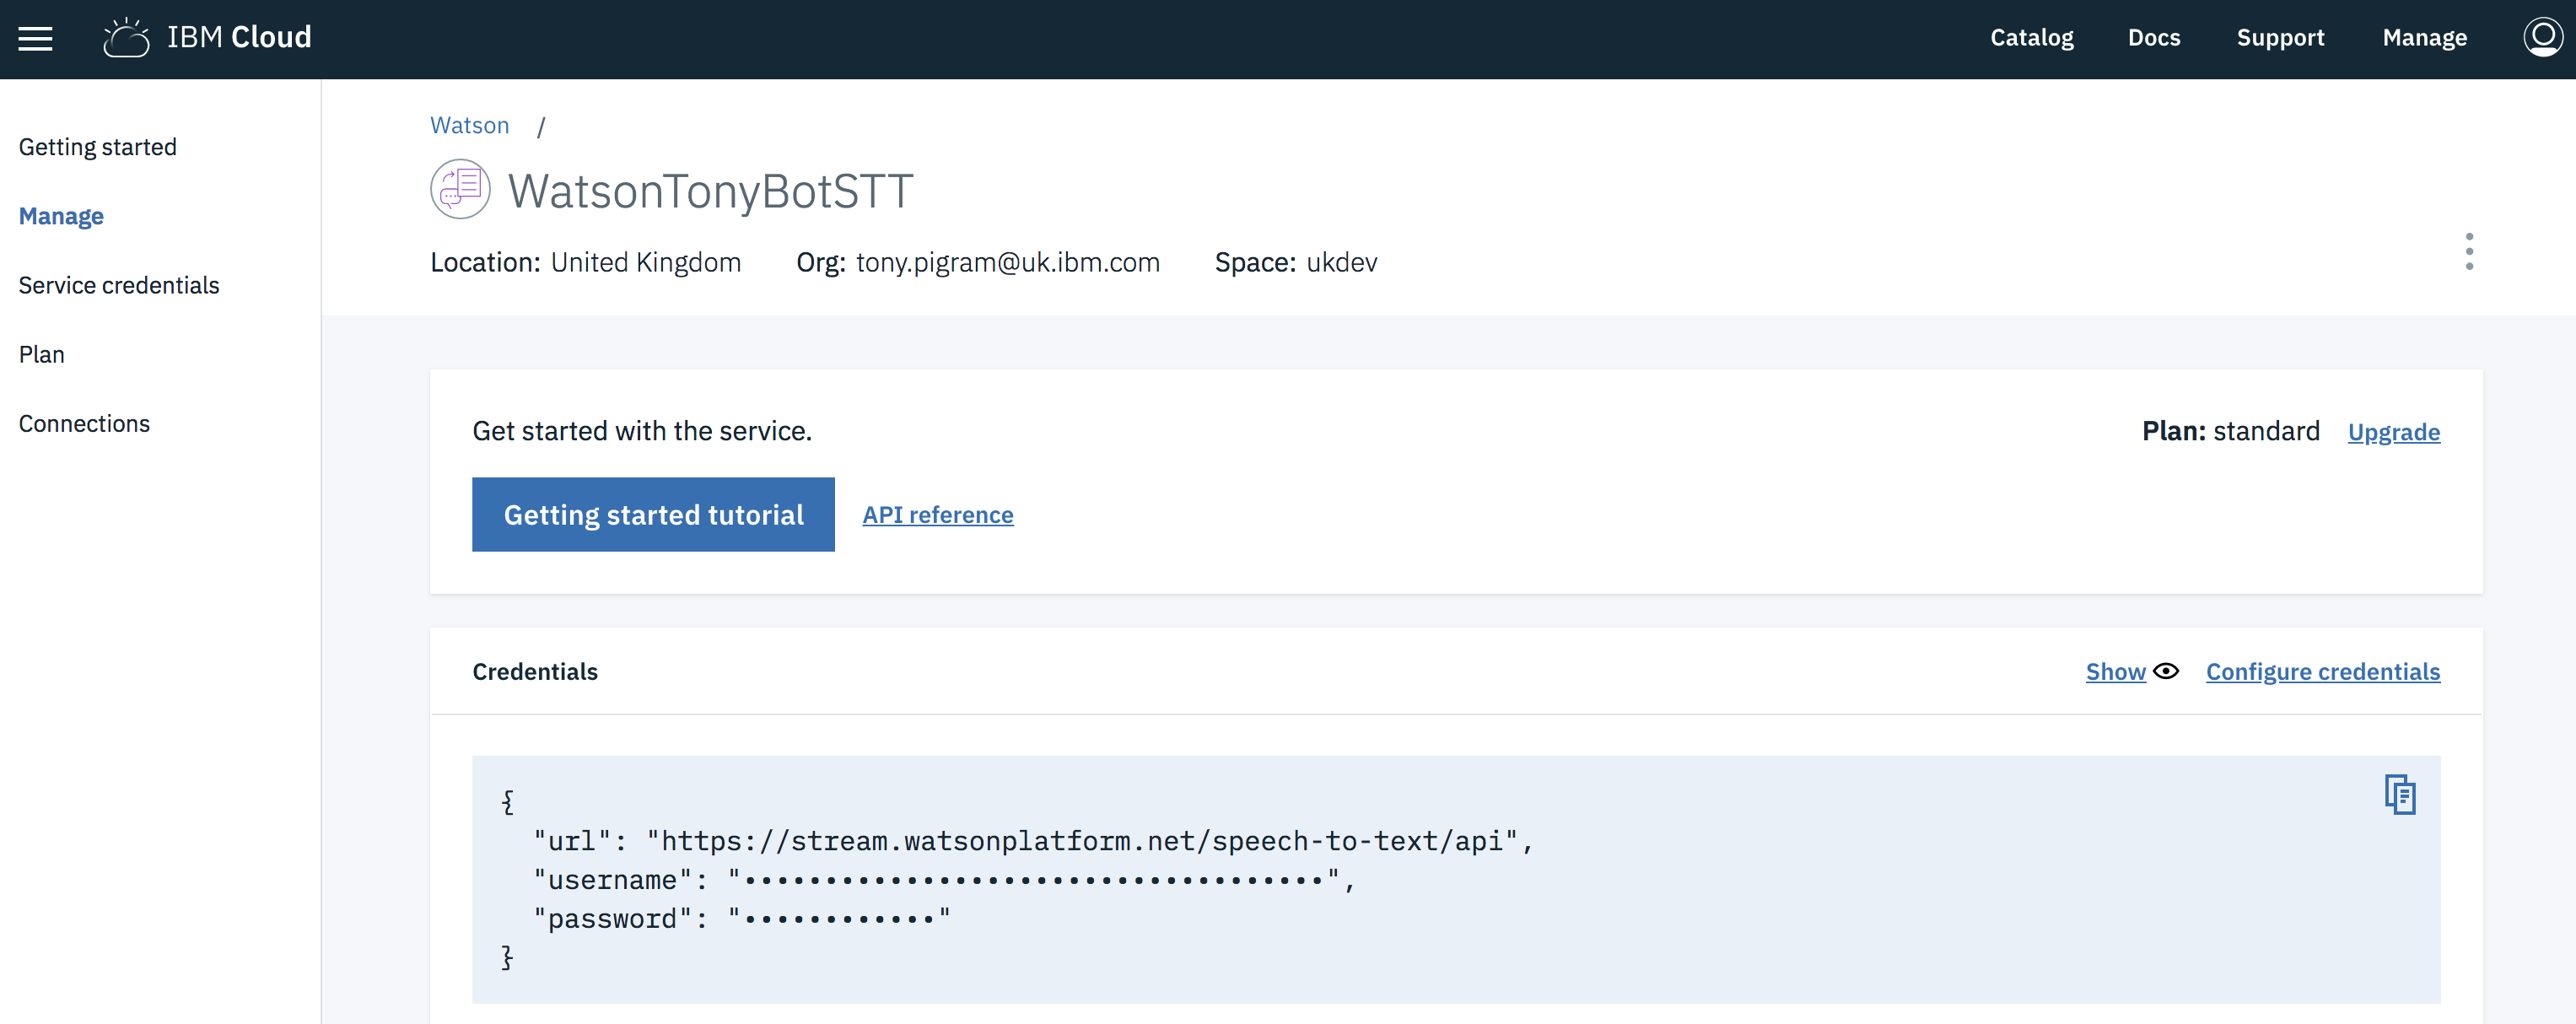 IBM Cloud
Catalog Docs Support Manage
Getting started
Manage
Service credentials
Plan
Connections
Watson /
WatsonTonyBotSTT
Location: United Kingdom Org: tony.pigram@uk.ibm.com Space: ukdev
Get started with the service.
Plan: standard Upgrade
Getting started tutorial API reference
Credentials
Show Configure credentials
{
"url": "https://stream.watsonplatform.net/speech-to-text/api",
"username": "••••••••••••••••••••••••••••••••••••",
"password": "••••••••••••"
}